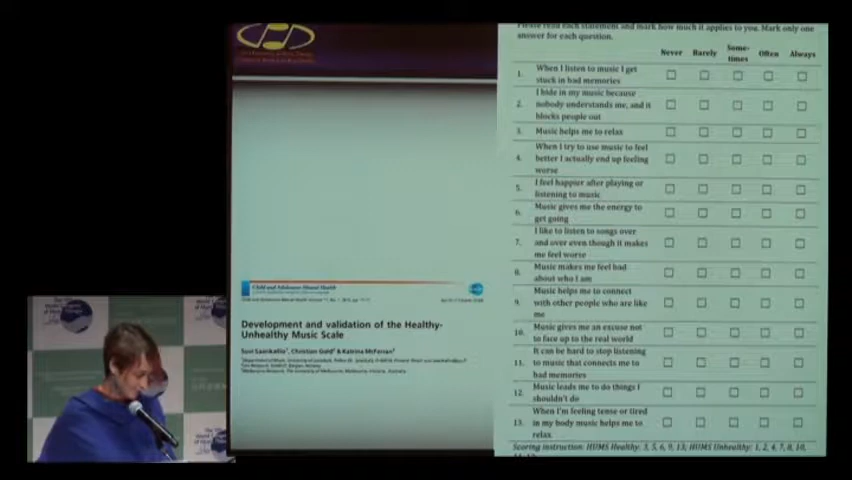 Please read each statement and mark how much it applies to you. Mark only one
answer for each question.
Never Rarely Some-
times Often Always
1. When I listen to music I get
stuck in bad memories
2. I hide in my music because
nobody understands me, and it
blocks people out
3. Music helps me to relax
4. When I try to use music to feel
better I actually end up feeling
worse
5. I feel happier after playing or
listening to music
6. Music gives me the energy to
get going
7. I like to listen to songs over
and over even though it makes
me feel worse
8. Music makes me feel bad
about who I am
9. Music helps me to connect
with other people who are like
me
10. Music gives me an excuse not
to face up to the real world
11. It can be hard to stop listening
to music that connects me to
bad memories
12. Music leads me to do things I
shouldn't do
13. When I'm feeling tense or tired
in my body music helps me to
relax.
Scoring instruction: HUMS Healthy: 3, 5, 6, 9, 13; HUMS Unhealthy: 1, 2, 4, 7, 8, 10,
Child and Adolescent Mental Health
Development and validation of the Healthy-
Unhealthy Music Scale
Suvi Saarikallio, Christian Gold & Katrina McFerran